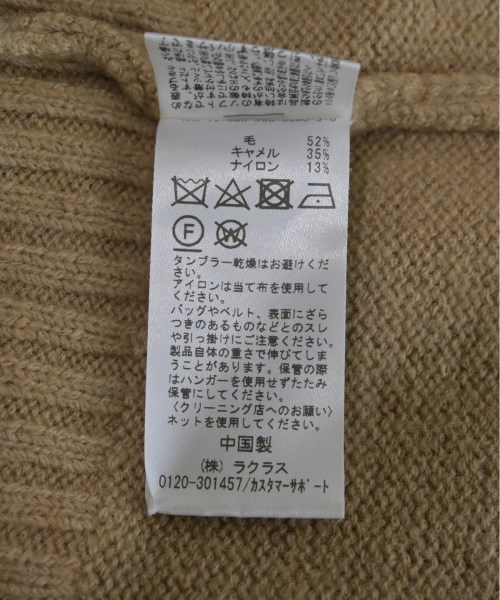 毛 52%
キャメル 35%
ナイロン 13%
F W
タンブラー乾燥はお避けくだ
さい。
アイロンは当て布を使用して
ください。
バッグやベルト、表面にざら
つきのあるものなどとのスレ
や引っ掛けにご注意ください。
製品自体の重さで伸びてしま
うことがあります。保管の際
はハンガーを使用せずたたみ
保管にしてください。
〈クリーニング店へのお願い〉
ネットを使用してください。
中国製
(株) ラクラス
0120-301457/カスタマーサポート